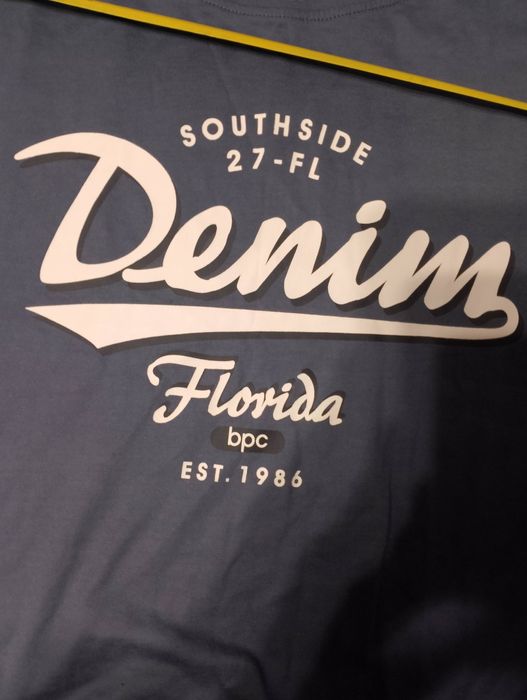 SOUTHSIDE
27-FL
Denim
Florida
bpc
EST. 1986